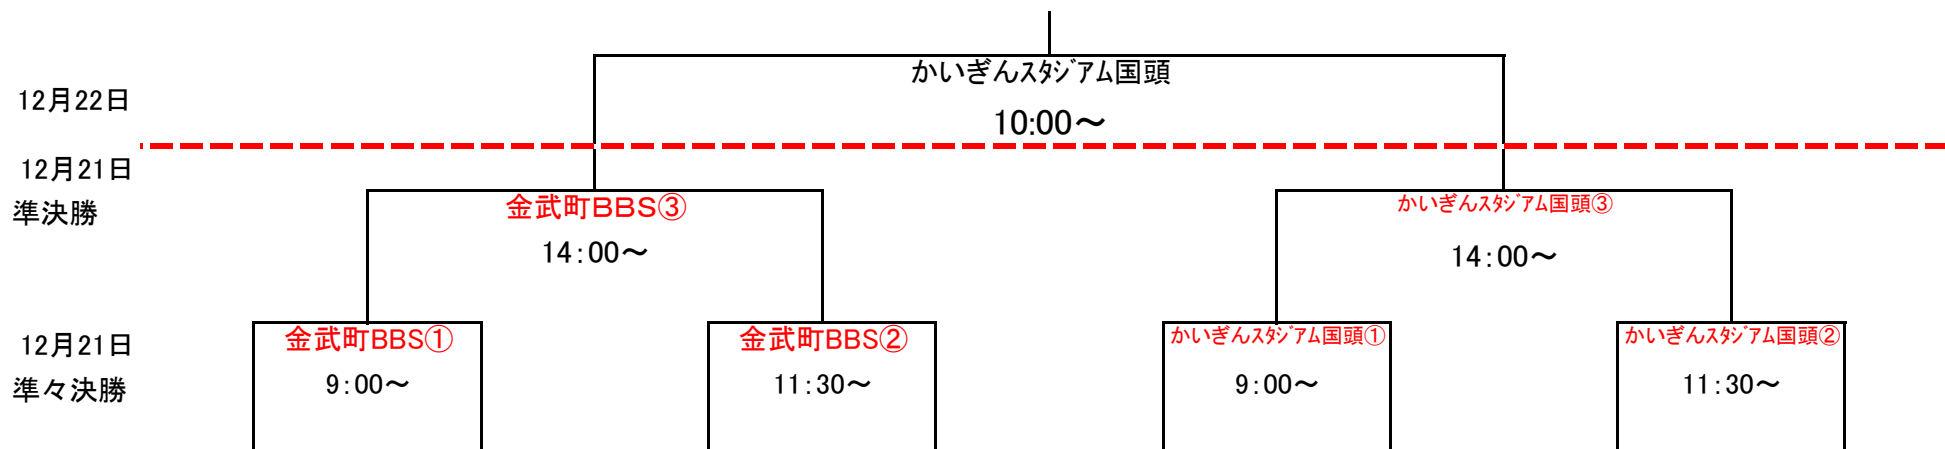 かいぎんｽﾀｼﾞｱﾑ国頭
12月22日
10:00～
12月21日
準決勝
金武町BBS③
かいぎんｽﾀｼﾞｱﾑ国頭③
14:00～
14:00～
12月21日
準々決勝
金武町BBS①
金武町BBS②
かいぎんｽﾀｼﾞｱﾑ国頭①
かいぎんｽﾀｼﾞｱﾑ国頭②
9:00～
11:30～
9:00～
11:30～